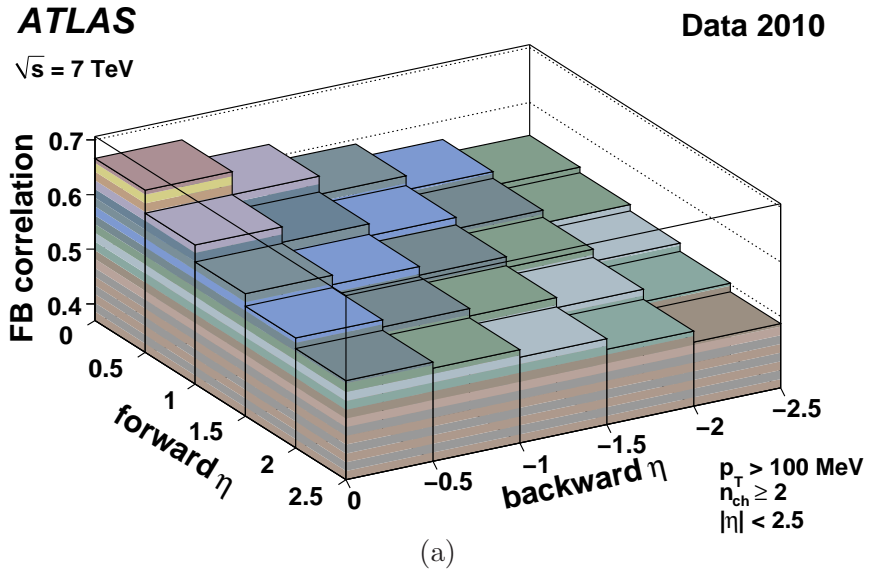 ATLAS
Data 2010
√s = 7 TeV
FB correlation
0.7
0.6
0.5
0.4
0
0.5
1
1.5
2
2.5
forward η
0
−0.5
−1
−1.5
−2
−2.5
backward η
p_T > 100 MeV
n_ch ≥ 2
|η| < 2.5
(a)